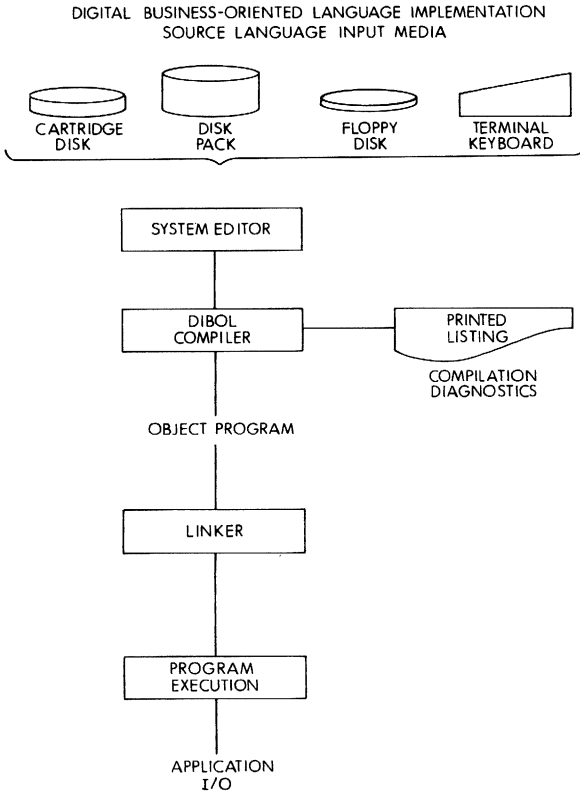 DIGITAL BUSINESS-ORIENTED LANGUAGE IMPLEMENTATION
SOURCE LANGUAGE INPUT MEDIA
CARTRIDGE
DISK
DISK
PACK
FLOPPY
DISK
TERMINAL
KEYBOARD
SYSTEM EDITOR
DIBOL
COMPILER
PRINTED
LISTING
COMPILATION
DIAGNOSTICS
OBJECT PROGRAM
LINKER
PROGRAM
EXECUTION
APPLICATION
I/O